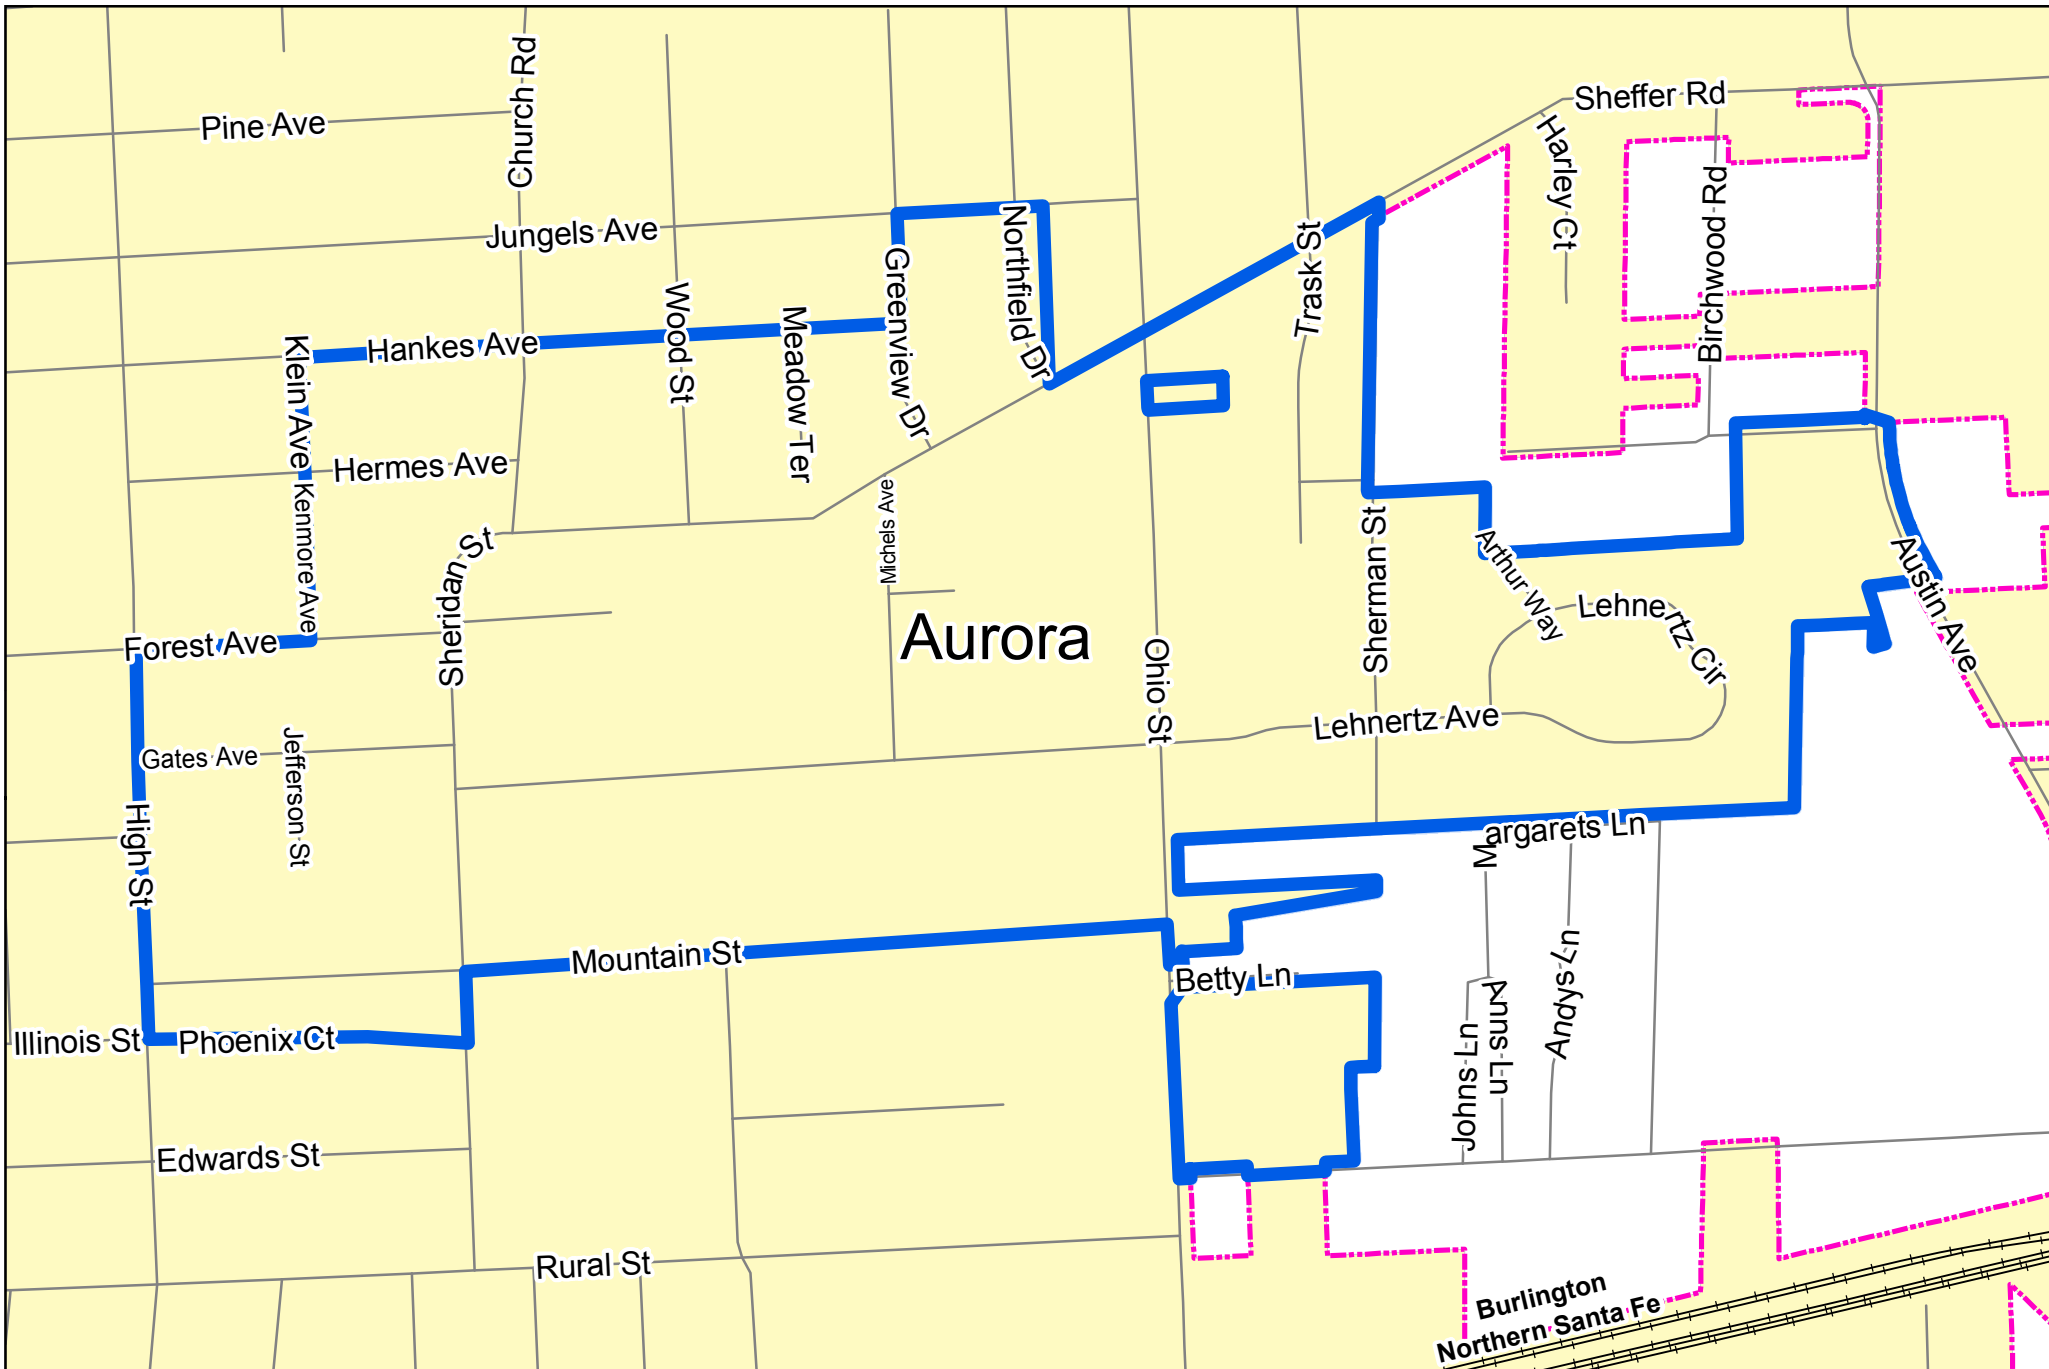 Church Rd
Sheffer Rd
Pine Ave
Harley Ct
Birchwood Rd
Jungels Ave
Northfield Dr
Trask St
Greenview Dr
Wood St
Meadow Ter
Klein Ave
Hankes Ave
Hermes Ave
Kenmore Ave
Michels Ave
Sherman St
Arthur Way
Austin Ave
Sheridan St
Lehnertz Cir
Forest Ave
Aurora
Ohio St
Lehnertz Ave
Gates Ave
Jefferson St
High St
Margarets Ln
Mountain St
Betty Ln
Andys Ln
Anns Ln
Johns Ln
Illinois St
Phoenix Ct
Edwards St
Rural St
Burlington
Northern Santa Fe